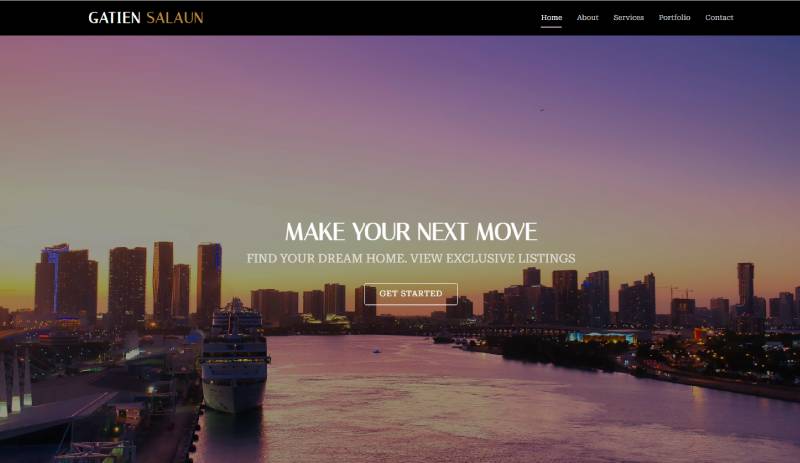 GATIEN SALAUN
Home About Services Portfolio Contact
MAKE YOUR NEXT MOVE
FIND YOUR DREAM HOME. VIEW EXCLUSIVE LISTINGS
GET STARTED